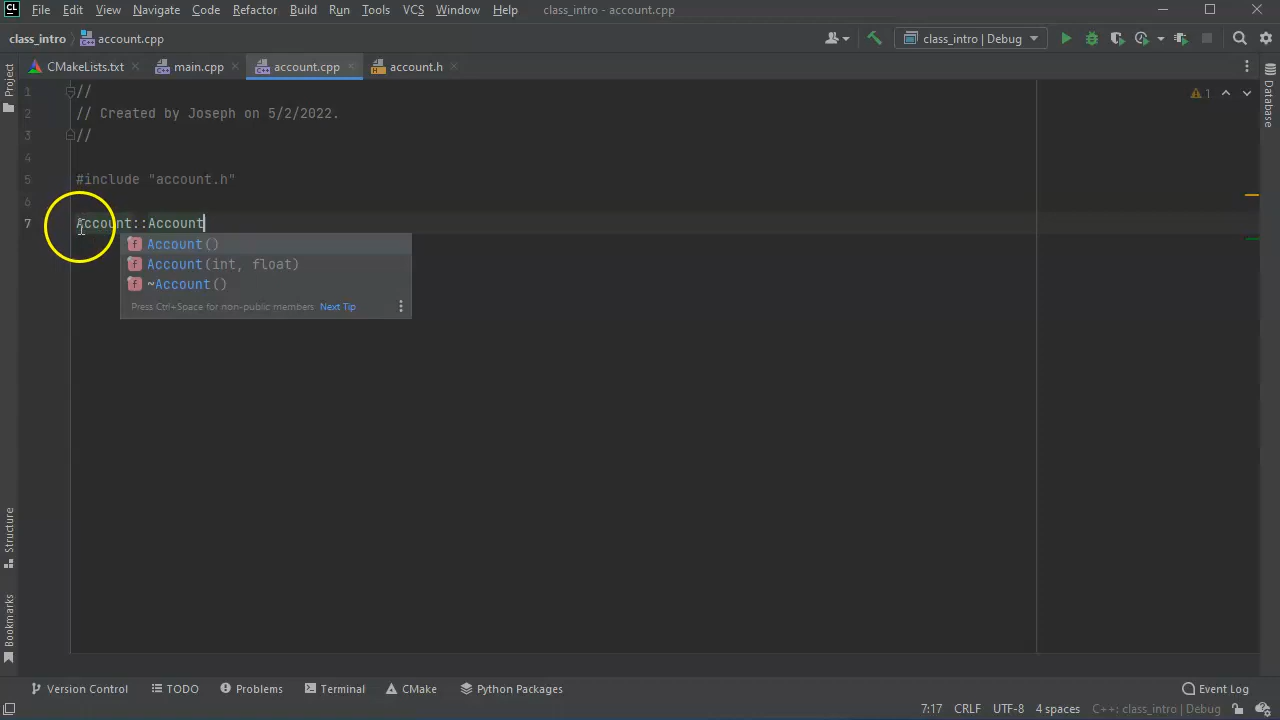 CL File Edit View Navigate Code Refactor Build Run Tools VCS Window Help class_intro - account.cpp
class_intro account.cpp class_intro | Debug
CMakeLists.txt main.cpp account.cpp account.h
Project
Database
1 //
1
2 // Created by Joseph on 5/2/2022.
3 //
4
5 #include "account.h"
6
7 Account::Account
Account()
Account(int, float)
~Account()
Press Ctrl+Space for non-public members Next Tip
Structure
Bookmarks
Version Control TODO Problems Terminal CMake Python Packages Event Log
7:17 CRLF UTF-8 4 spaces C++: class_intro | Debug